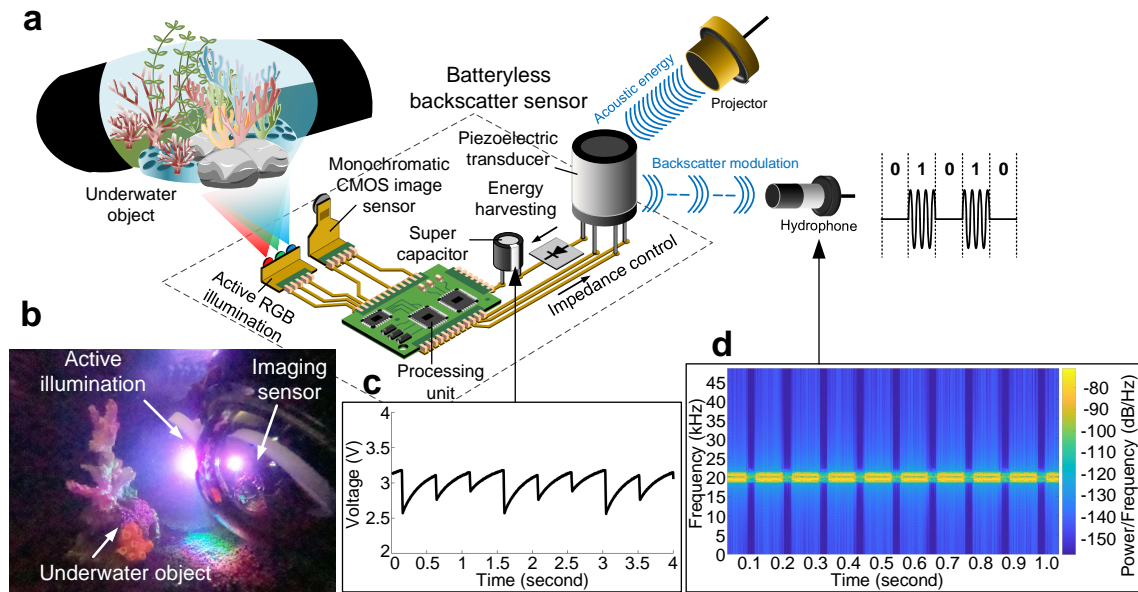 a
Batteryless
backscatter sensor
Acoustic energy
Projector
Piezoelectric
transducer
Backscatter modulation
0 1 0 1 0
Monochromatic
CMOS image
sensor
Energy
harvesting
Hydrophone
Underwater
object
Super
capacitor
Impedance control
Active RGB
illumination
Processing
unit
b
Active
illumination
Imaging
sensor
Underwater object
c
Voltage (V)
4
3.5
3
2.5
2
0 0.5 1 1.5 2 2.5 3 3.5 4
Time (second)
d
Frequency (kHz)
45
40
35
30
25
20
15
10
5
0
0.1 0.2 0.3 0.4 0.5 0.6 0.7 0.8 0.9 1.0
Time (second)
-80
-90
-100
-110
-120
-130
-140
-150
Power/Frequency (dB/Hz)